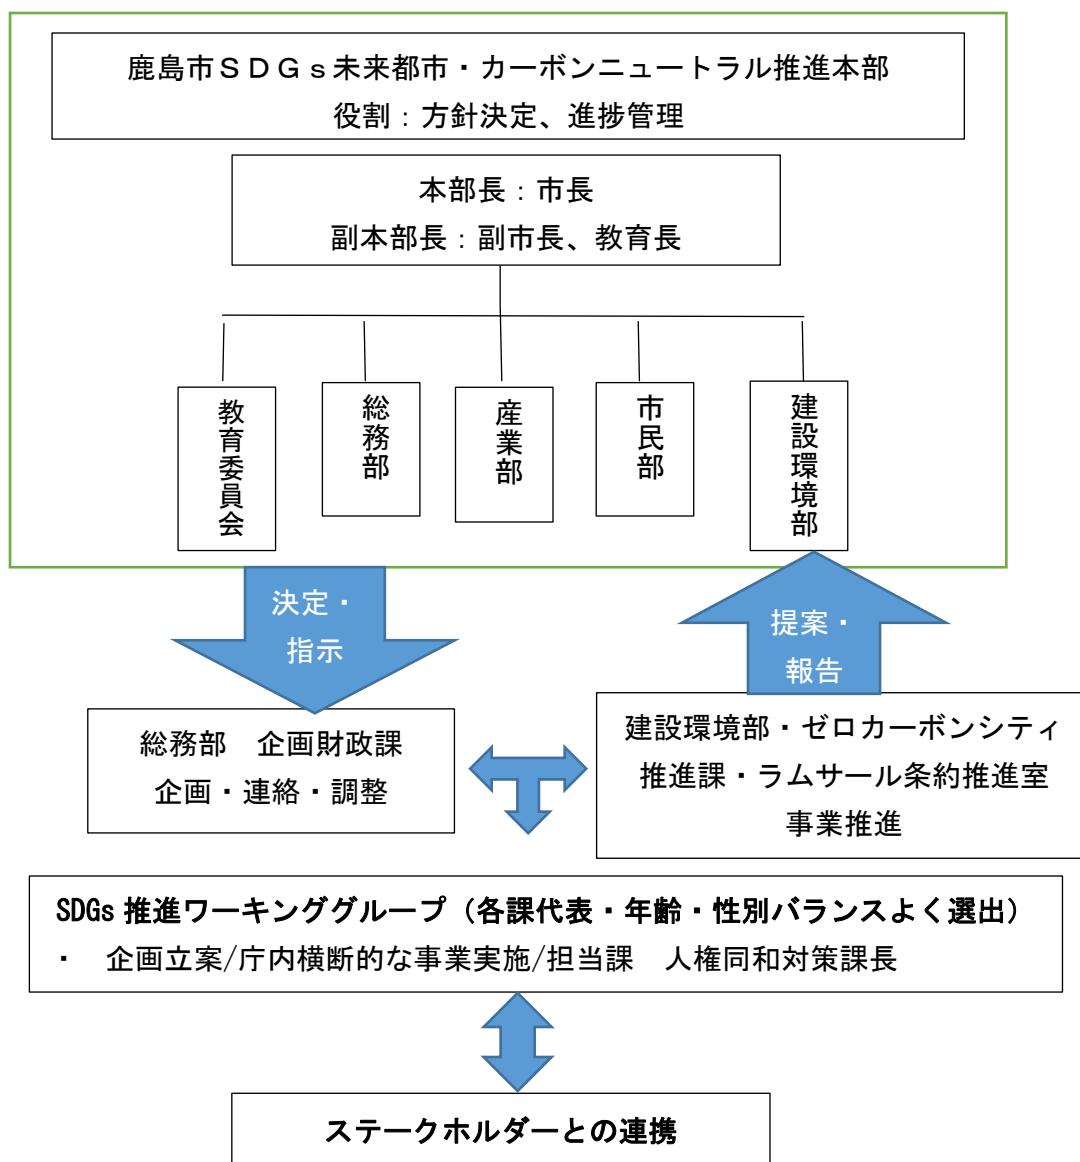 鹿島市ＳＤＧｓ未来都市・カーボンニュートラル推進本部
役割：方針決定、進捗管理
本部長：市長
副本部長：副市長、教育長
教育委員会
総務部
産業部
市民部
建設環境部
決定・
指示
提案・
報告
総務部　企画財政課
企画・連絡・調整
建設環境部・ゼロカーボンシティ
推進課・ラムサール条約推進室
事業推進
SDGs 推進ワーキンググループ（各課代表・年齢・性別バランスよく選出）
・　企画立案/庁内横断的な事業実施/担当課　人権同和対策課長
ステークホルダーとの連携